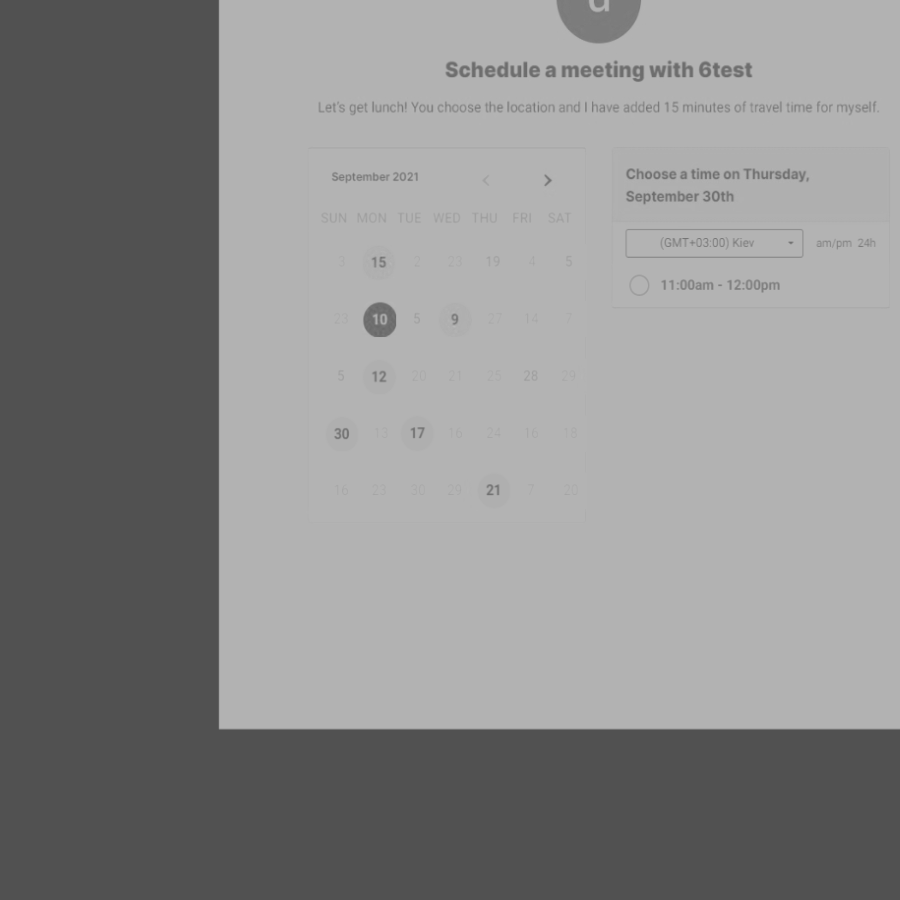 Schedule a meeting with 6test
Let's get lunch! You choose the location and I have added 15 minutes of travel time for myself.
September 2021
SUN MON TUE WED THU FRI SAT
3 15 2 23 19 4 5
23 10 5 9 27 14
5 12 20 21 25 28 29
30 13 17 16 24 16 18
16 23 30 29 21 7 20
Choose a time on Thursday,
September 30th
(GMT+03:00) Kiev am/pm 24h
11:00am - 12:00pm